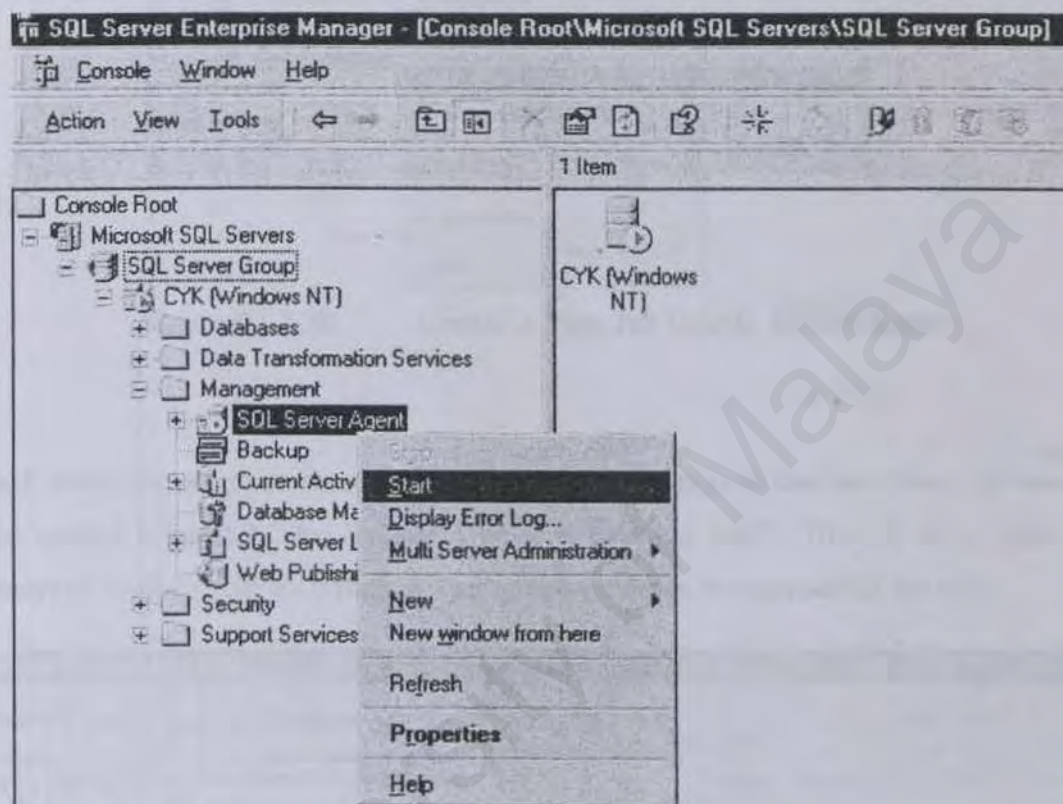 SQL Server Enterprise Manager - [Console Root\Microsoft SQL Servers\SQL Server Group]
Console Window Help
Action View Tools
1 Item
Console Root
Microsoft SQL Servers
SQL Server Group
CYK (Windows NT)
Databases
Data Transformation Services
Management
SQL Server Agent
Backup
Current Activ
Database Ma
SQL Server L
Web Publishi
Security
Support Services
CYK (Windows
NT)
Stop
Start
Display Error Log...
Multi Server Administration
New
New window from here
Refresh
Properties
Help
of Malaya